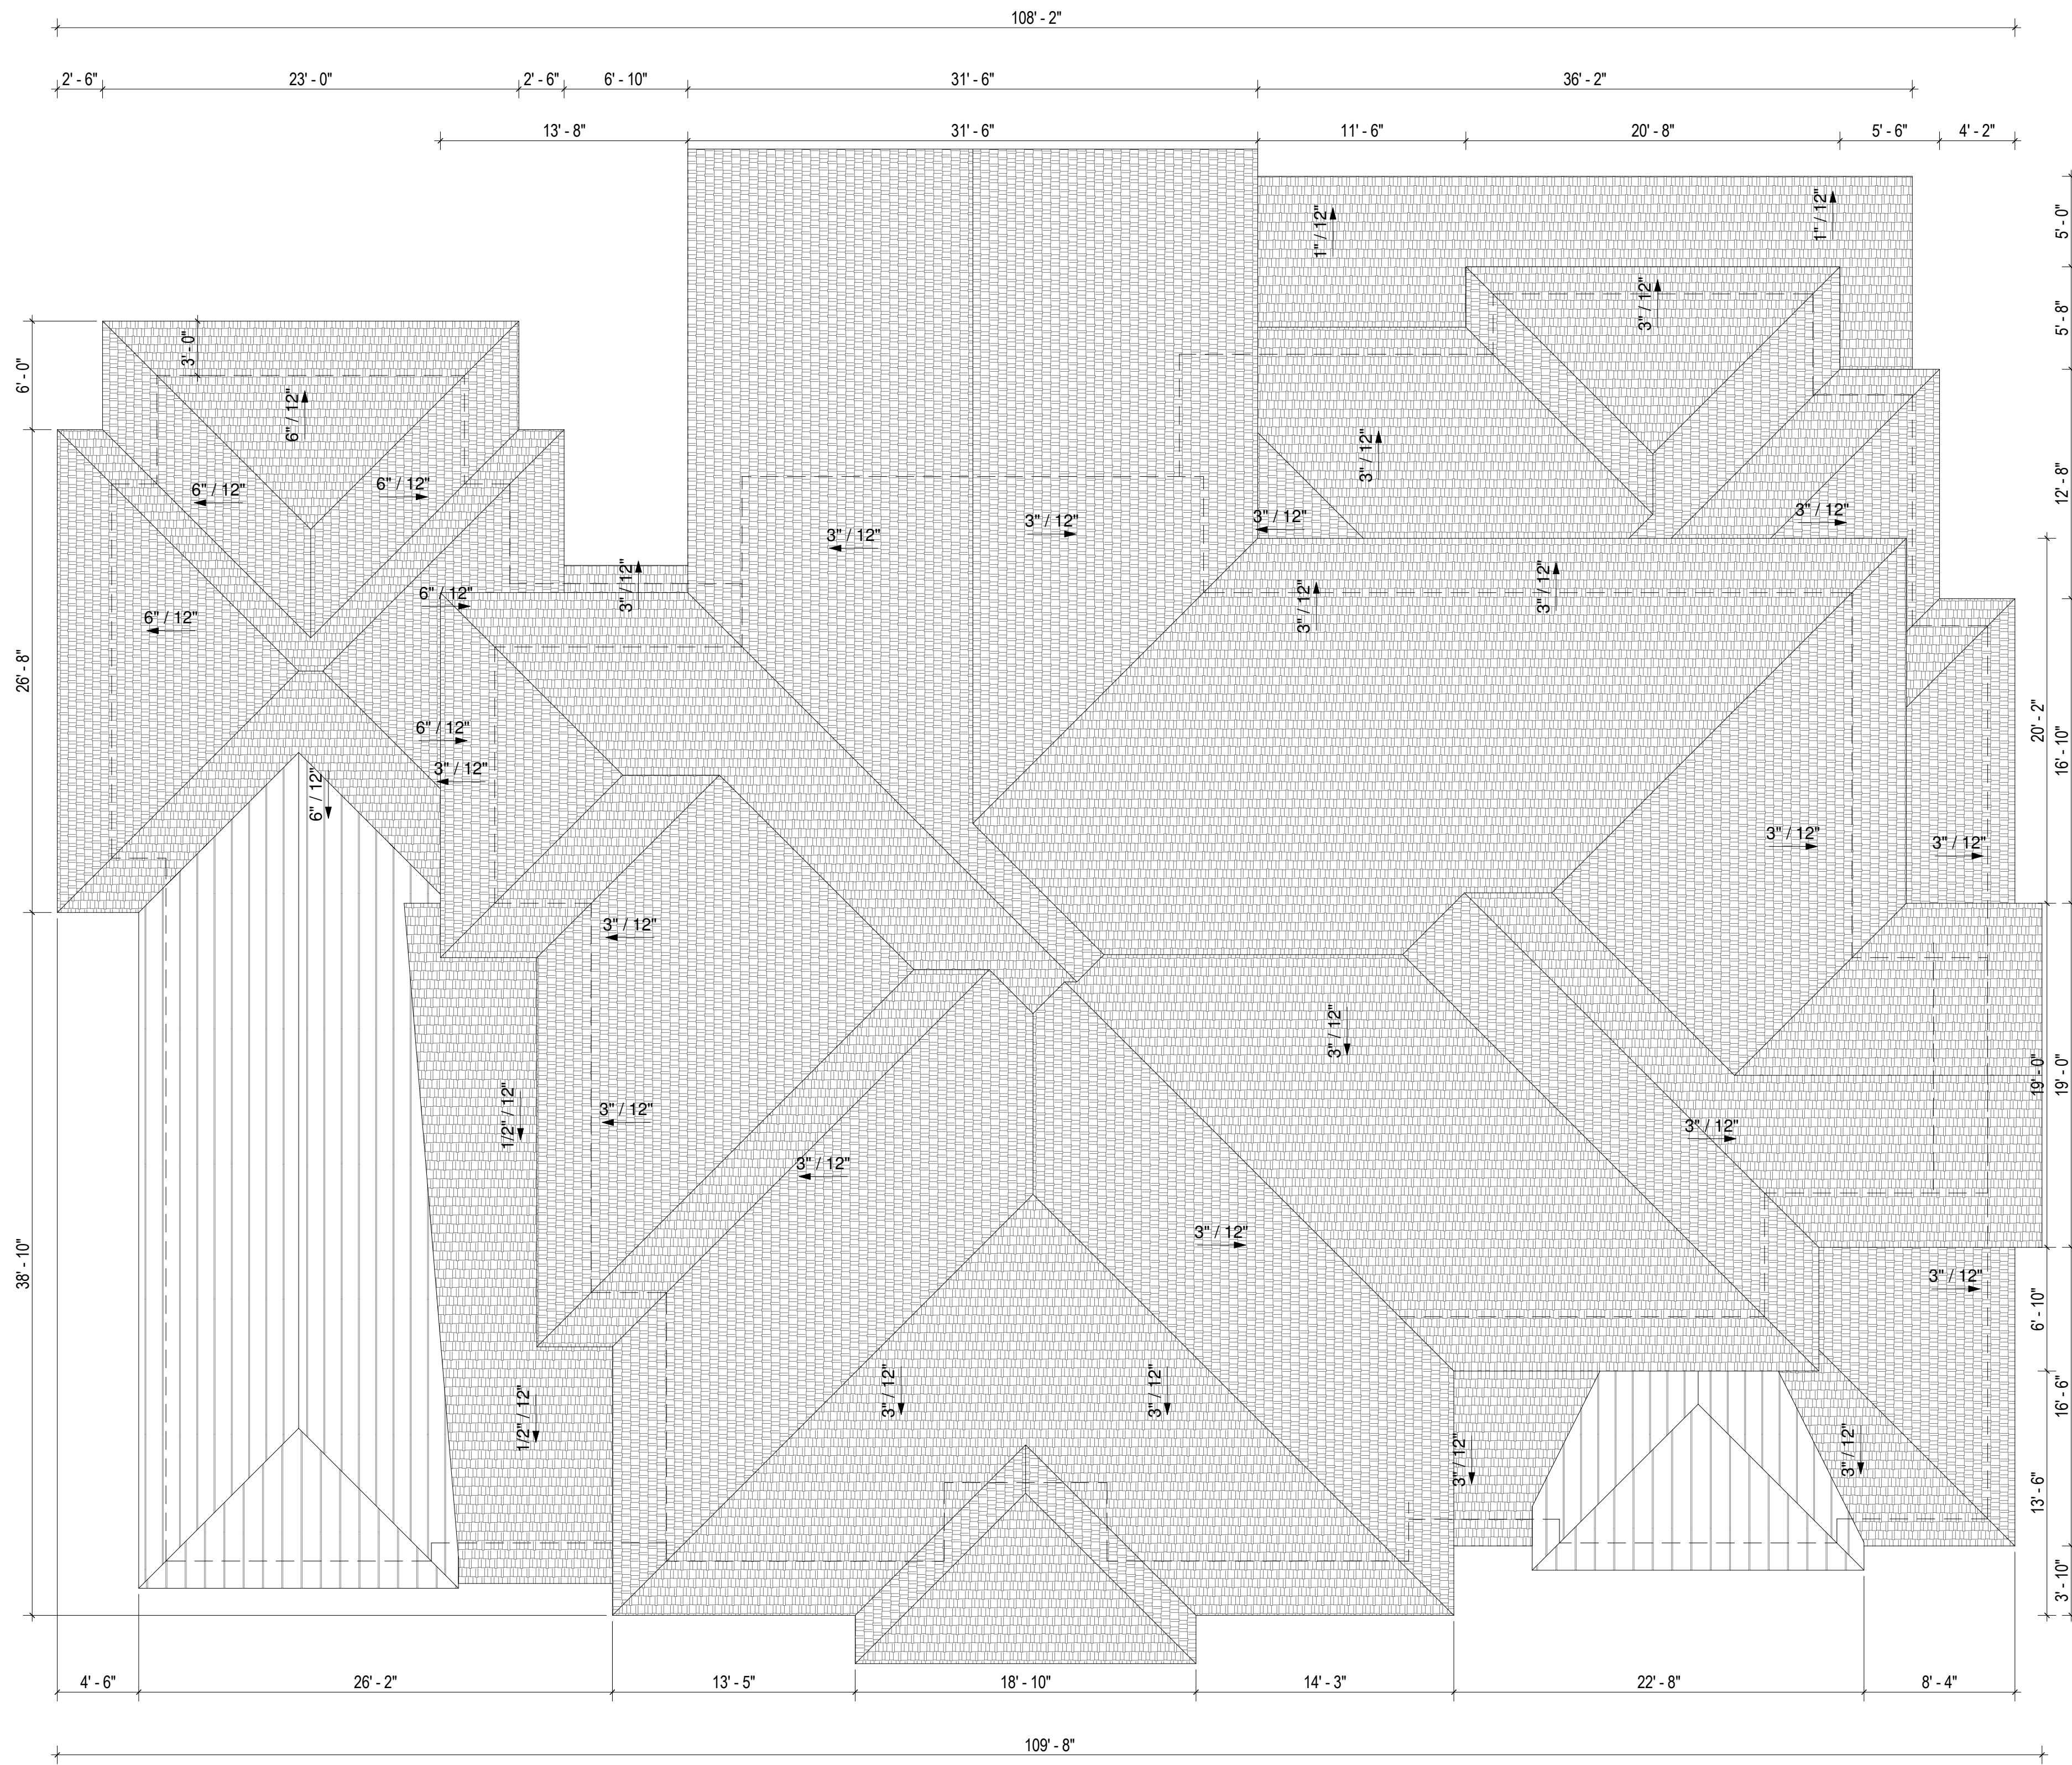 108' - 2"
2' - 6"
23' - 0"
2' - 6"
6' - 10"
31' - 6"
36' - 2"
13' - 8"
31' - 6"
11' - 6"
20' - 8"
5' - 6"
4' - 2"
1" / 12"
1" / 12"
5' - 0"
3" / 12"
5' - 8"
3' - 0"
6' - 0"
6" / 12"
3" / 12"
6" / 12"
6" / 12"
12' - 8"
3" / 12"
3" / 12"
3" / 12"
3" / 12"
3" / 12"
6" / 12"
3" / 12"
3" / 12"
6" / 12"
26' - 8"
6" / 12"
20' - 2"
16' - 10"
3" / 12"
6" / 12"
3" / 12"
3" / 12"
3" / 12"
3" / 12"
19' - 0"
19' - 0"
1/2" / 12"
3" / 12"
3" / 12"
3" / 12"
3" / 12"
38' - 10"
3" / 12"
6' - 10"
3" / 12"
3" / 12"
1/2" / 12"
3" / 12"
3" / 12"
16' - 6"
13' - 6"
3' - 10"
4' - 6"
26' - 2"
13' - 5"
18' - 10"
14' - 3"
22' - 8"
8' - 4"
109' - 8"